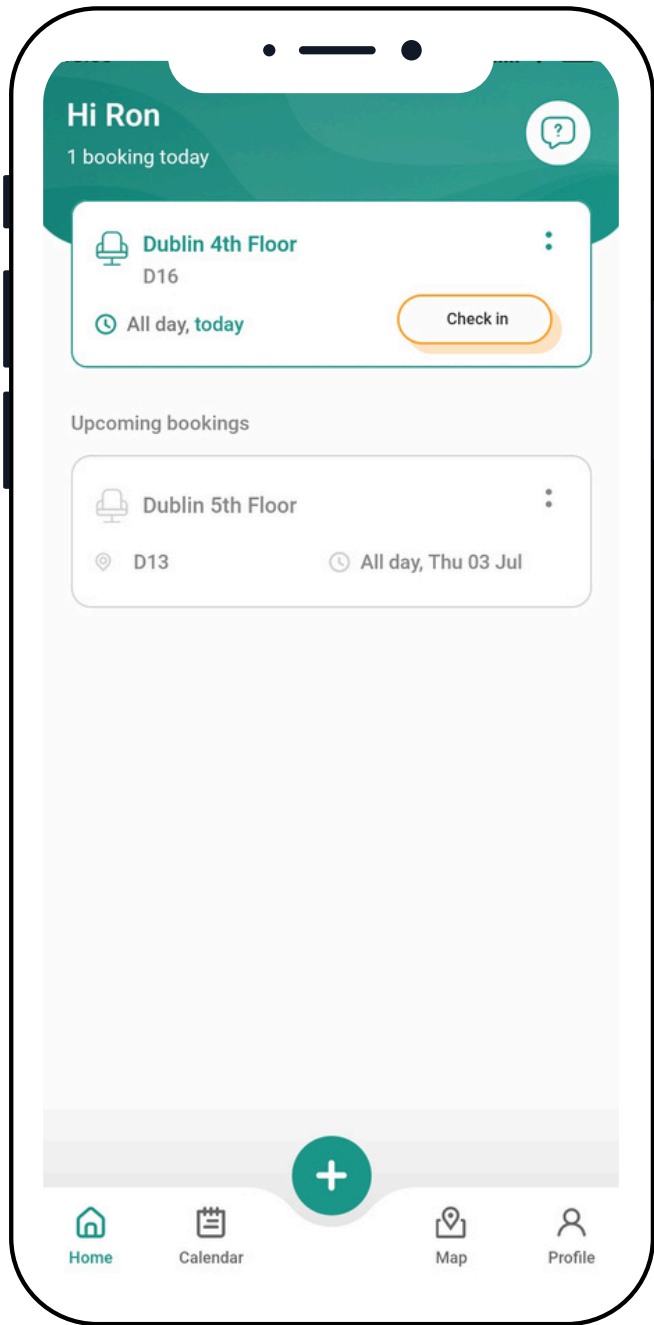 Hi Ron
1 booking today
Dublin 4th Floor
D16
All day, today
Check in
Upcoming bookings
Dublin 5th Floor
D13
All day, Thu 03 Jul
Home
Calendar
Map
Profile